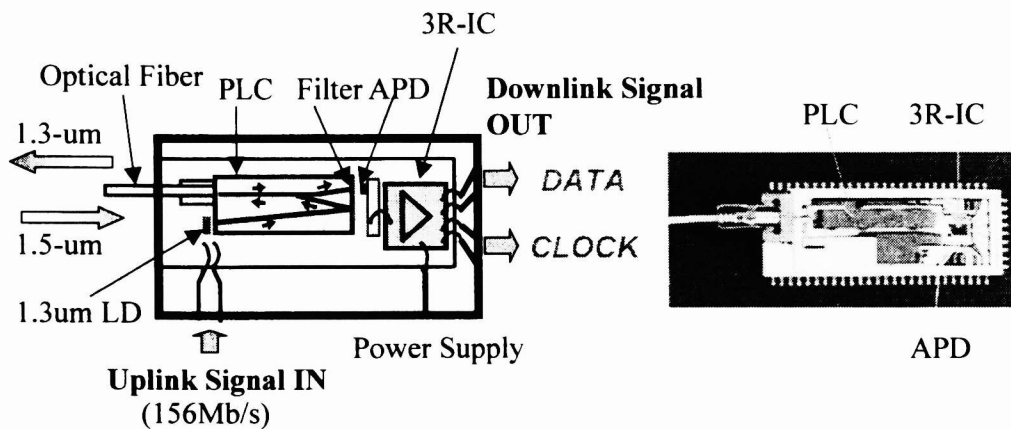 3R-IC
Optical Fiber
PLC
Filter APD
Downlink Signal
OUT
1.3-um
DATA
1.5-um
CLOCK
1.3um LD
Power Supply
Uplink Signal IN
(156Mb/s)
PLC
3R-IC
APD